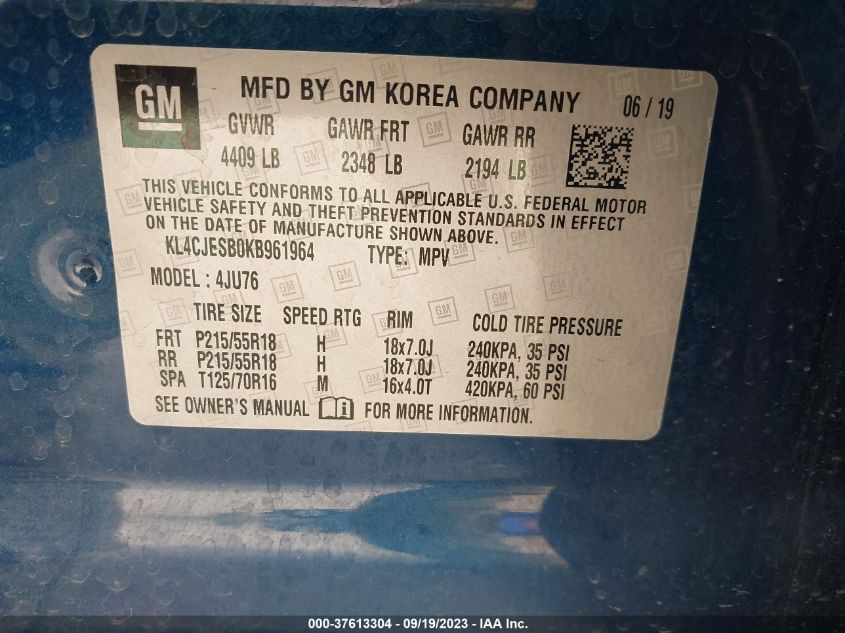 GM
MFD BY GM KOREA COMPANY 06 / 19
GVWR GAWR FRT GAWR RR
4409 LB 2348 LB 2194 LB
THIS VEHICLE CONFORMS TO ALL APPLICABLE U.S. FEDERAL MOTOR
VEHICLE SAFETY AND THEFT PREVENTION STANDARDS IN EFFECT
ON THE DATE OF MANUFACTURE SHOWN ABOVE.
KL4CJESB0KB961964 TYPE: MPV
MODEL : 4JU76
TIRE SIZE SPEED RTG RIM COLD TIRE PRESSURE
FRT P215/55R18 H 18x7.0J 240KPA, 35 PSI
RR P215/55R18 H 18x7.0J 240KPA, 35 PSI
SPA T125/70R16 M 16x4.0T 420KPA, 60 PSI
SEE OWNER'S MANUAL i FOR MORE INFORMATION.
000-37613304 - 09/19/2023 - IAA Inc.